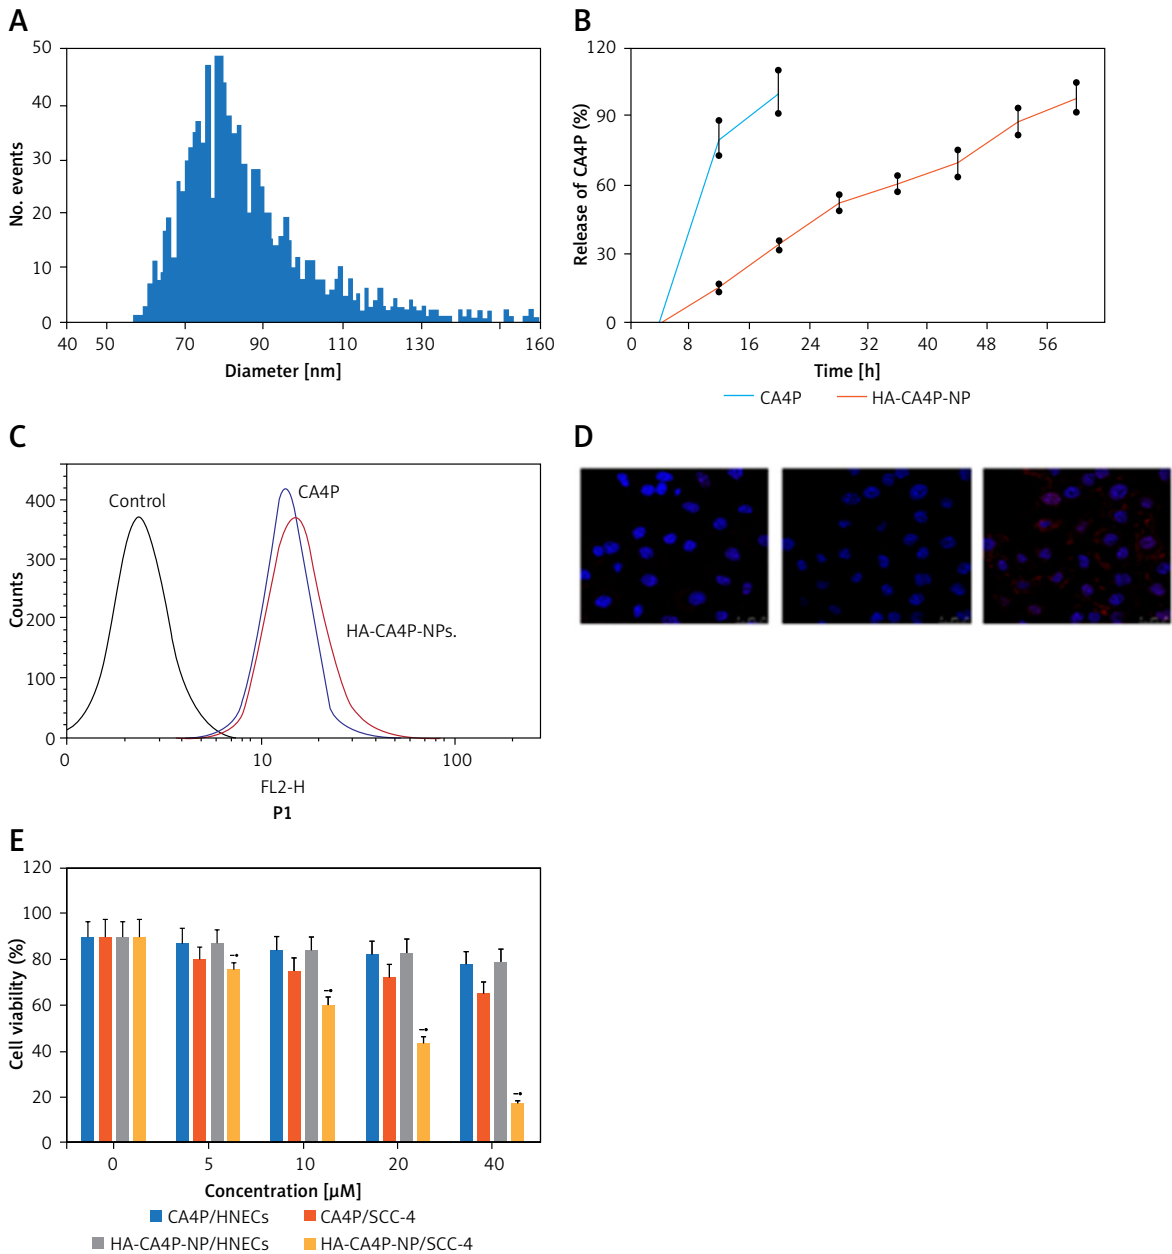 A
No. events
50
40
30
20
10
0
40 50 70 90 110 130 160
Diameter [nm]
B
Release of CA4P (%)
120
90
60
30
0
0 8 16 24 32 40 48 56
Time [h]
CA4P HA-CA4P-NP
C
Counts
400
300
200
100
0
Control
CA4P
HA-CA4P-NPs.
0 10 100
FL2-H
P1
D
E
Cell viability (%)
120
100
80
60
40
20
0
0 5 10 20 40
Concentration [µM]
CA4P/HNECs CA4P/SCC-4
HA-CA4P-NP/HNECs HA-CA4P-NP/SCC-4